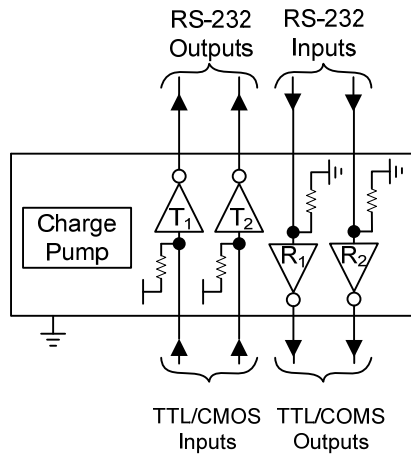 RS-232
Outputs
RS-232
Inputs
Charge
Pump
T1
T2
R1
R2
TTL/CMOS
Inputs
TTL/COMS
Outputs